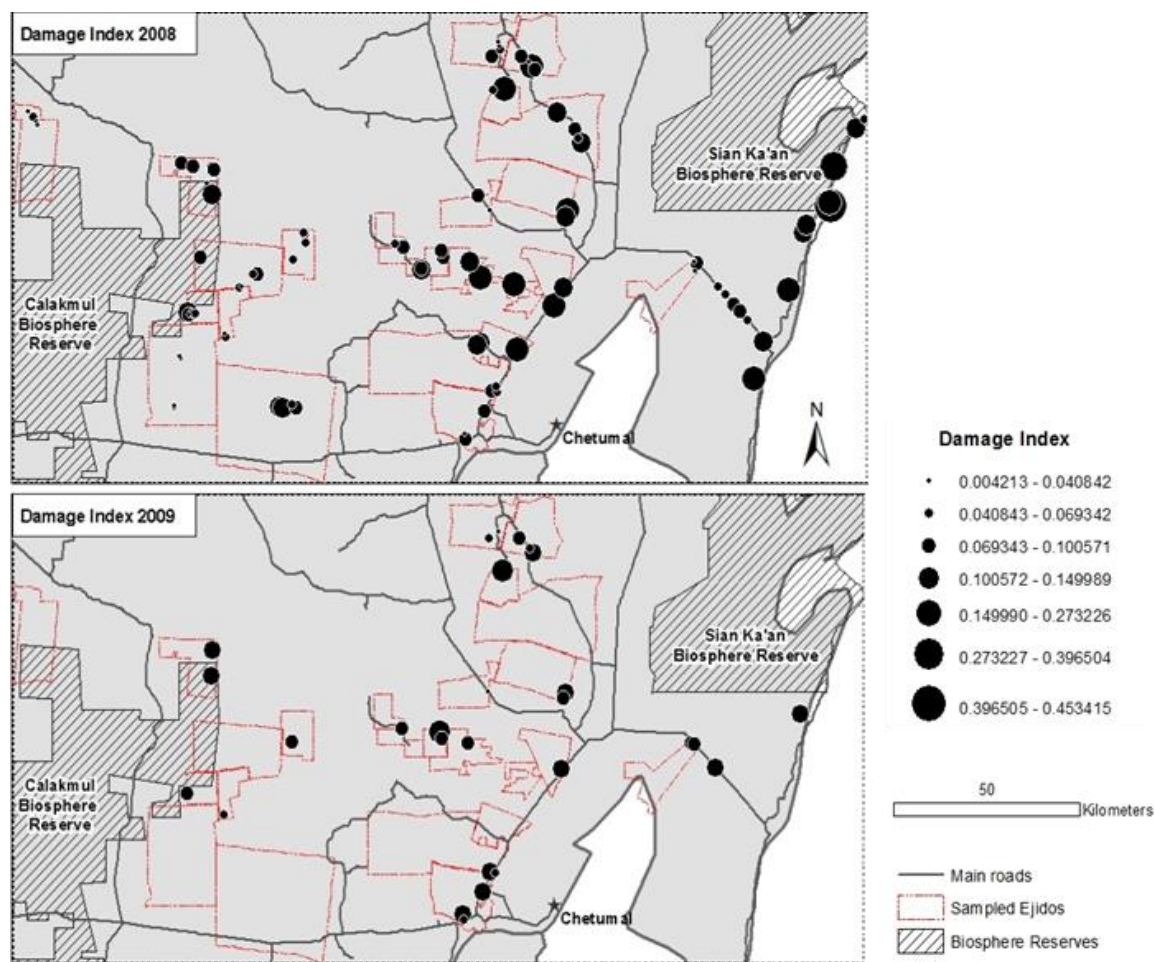 Damage Index 2008
Sian Ka'an
Biosphere Reserve
Calakmul
Biosphere
Reserve
N
Chetumal
Damage Index 2009
Sian Ka'an
Biosphere Reserve
Calakmul
Biosphere
Reserve
Chetumal
Damage Index
0.004213 - 0.040842
0.040843 - 0.069342
0.069343 - 0.100571
0.100572 - 0.149989
0.149990 - 0.273226
0.273227 - 0.396504
0.396505 - 0.453415
50
Kilometers
Main roads
Sampled Ejidos
Biosphere Reserves